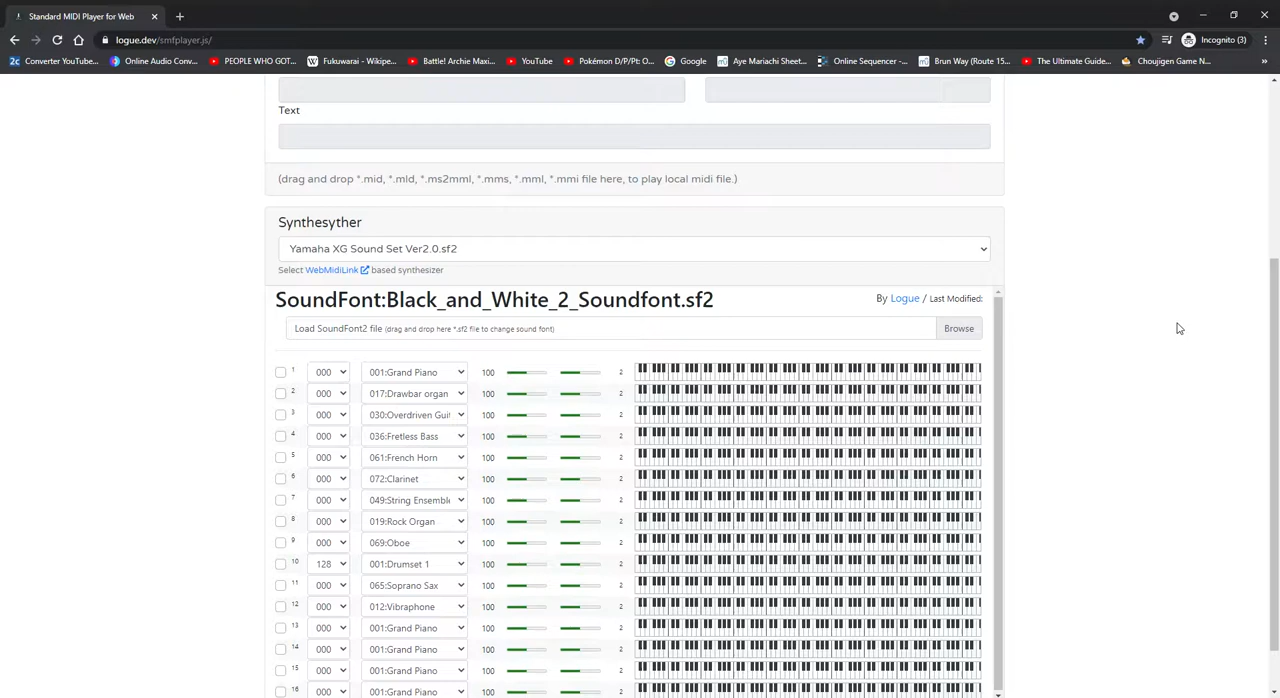 Standard MIDI Player for Web
logue.dev/smfplayer.js/
Incognito (3)
Converter YouTube...
Online Audio Conv...
PEOPLE WHO GOT...
Fukuwarai - Wikipe...
Battle! Archie Maxi...
YouTube
Pokémon D/P/Pt: O...
Google
Aye Mariachi Sheet...
Online Sequencer -...
Brun Way (Route 15...
The Ultimate Guide...
Choujigen Game N...
Text
(drag and drop *.mid, *.mld, *.ms2mml, *.mms, *.mml, *.mmi file here, to play local midi file.)
Synthesyther
Yamaha XG Sound Set Ver2.0.sf2
Select WebMidiLink based synthesizer
SoundFont:Black_and_White_2_Soundfont.sf2
By Logue / Last Modified:
Load SoundFont2 file (drag and drop here *.sf2 file to change sound font)
Browse
1 000 001:Grand Piano 100 2
2 000 017:Drawbar organ 100 2
3 000 030:Overdriven Guit 100 2
4 000 036:Fretless Bass 100 2
5 000 061:French Horn 100 2
6 000 072:Clarinet 100 2
7 000 049:String Ensemble 100 2
8 000 019:Rock Organ 100 2
9 000 069:Oboe 100 2
10 128 001:Drumset 1 100 2
11 000 065:Soprano Sax 100 2
12 000 012:Vibraphone 100 2
13 000 001:Grand Piano 100 2
14 000 001:Grand Piano 100 2
15 000 001:Grand Piano 100 2
16 000 001:Grand Piano 100 2